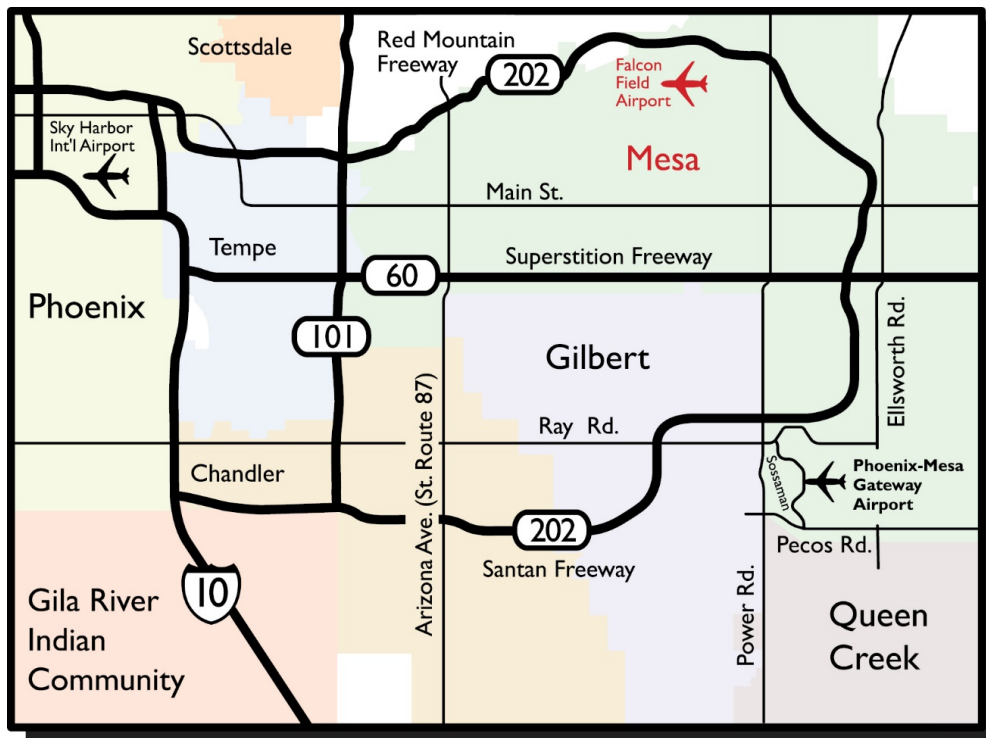 Scottsdale
Red Mountain
Freeway
202
Falcon
Field
Airport
Sky Harbor
Int'l Airport
Mesa
Main St.
Tempe
Superstition Freeway
60
Phoenix
101
Gilbert
Ellsworth Rd.
Arizona Ave. (St. Route 87)
Ray Rd.
Chandler
Sossaman
Phoenix-Mesa
Gateway
Airport
202
Pecos Rd.
Santan Freeway
10
Gila River
Indian
Community
Power Rd.
Queen
Creek